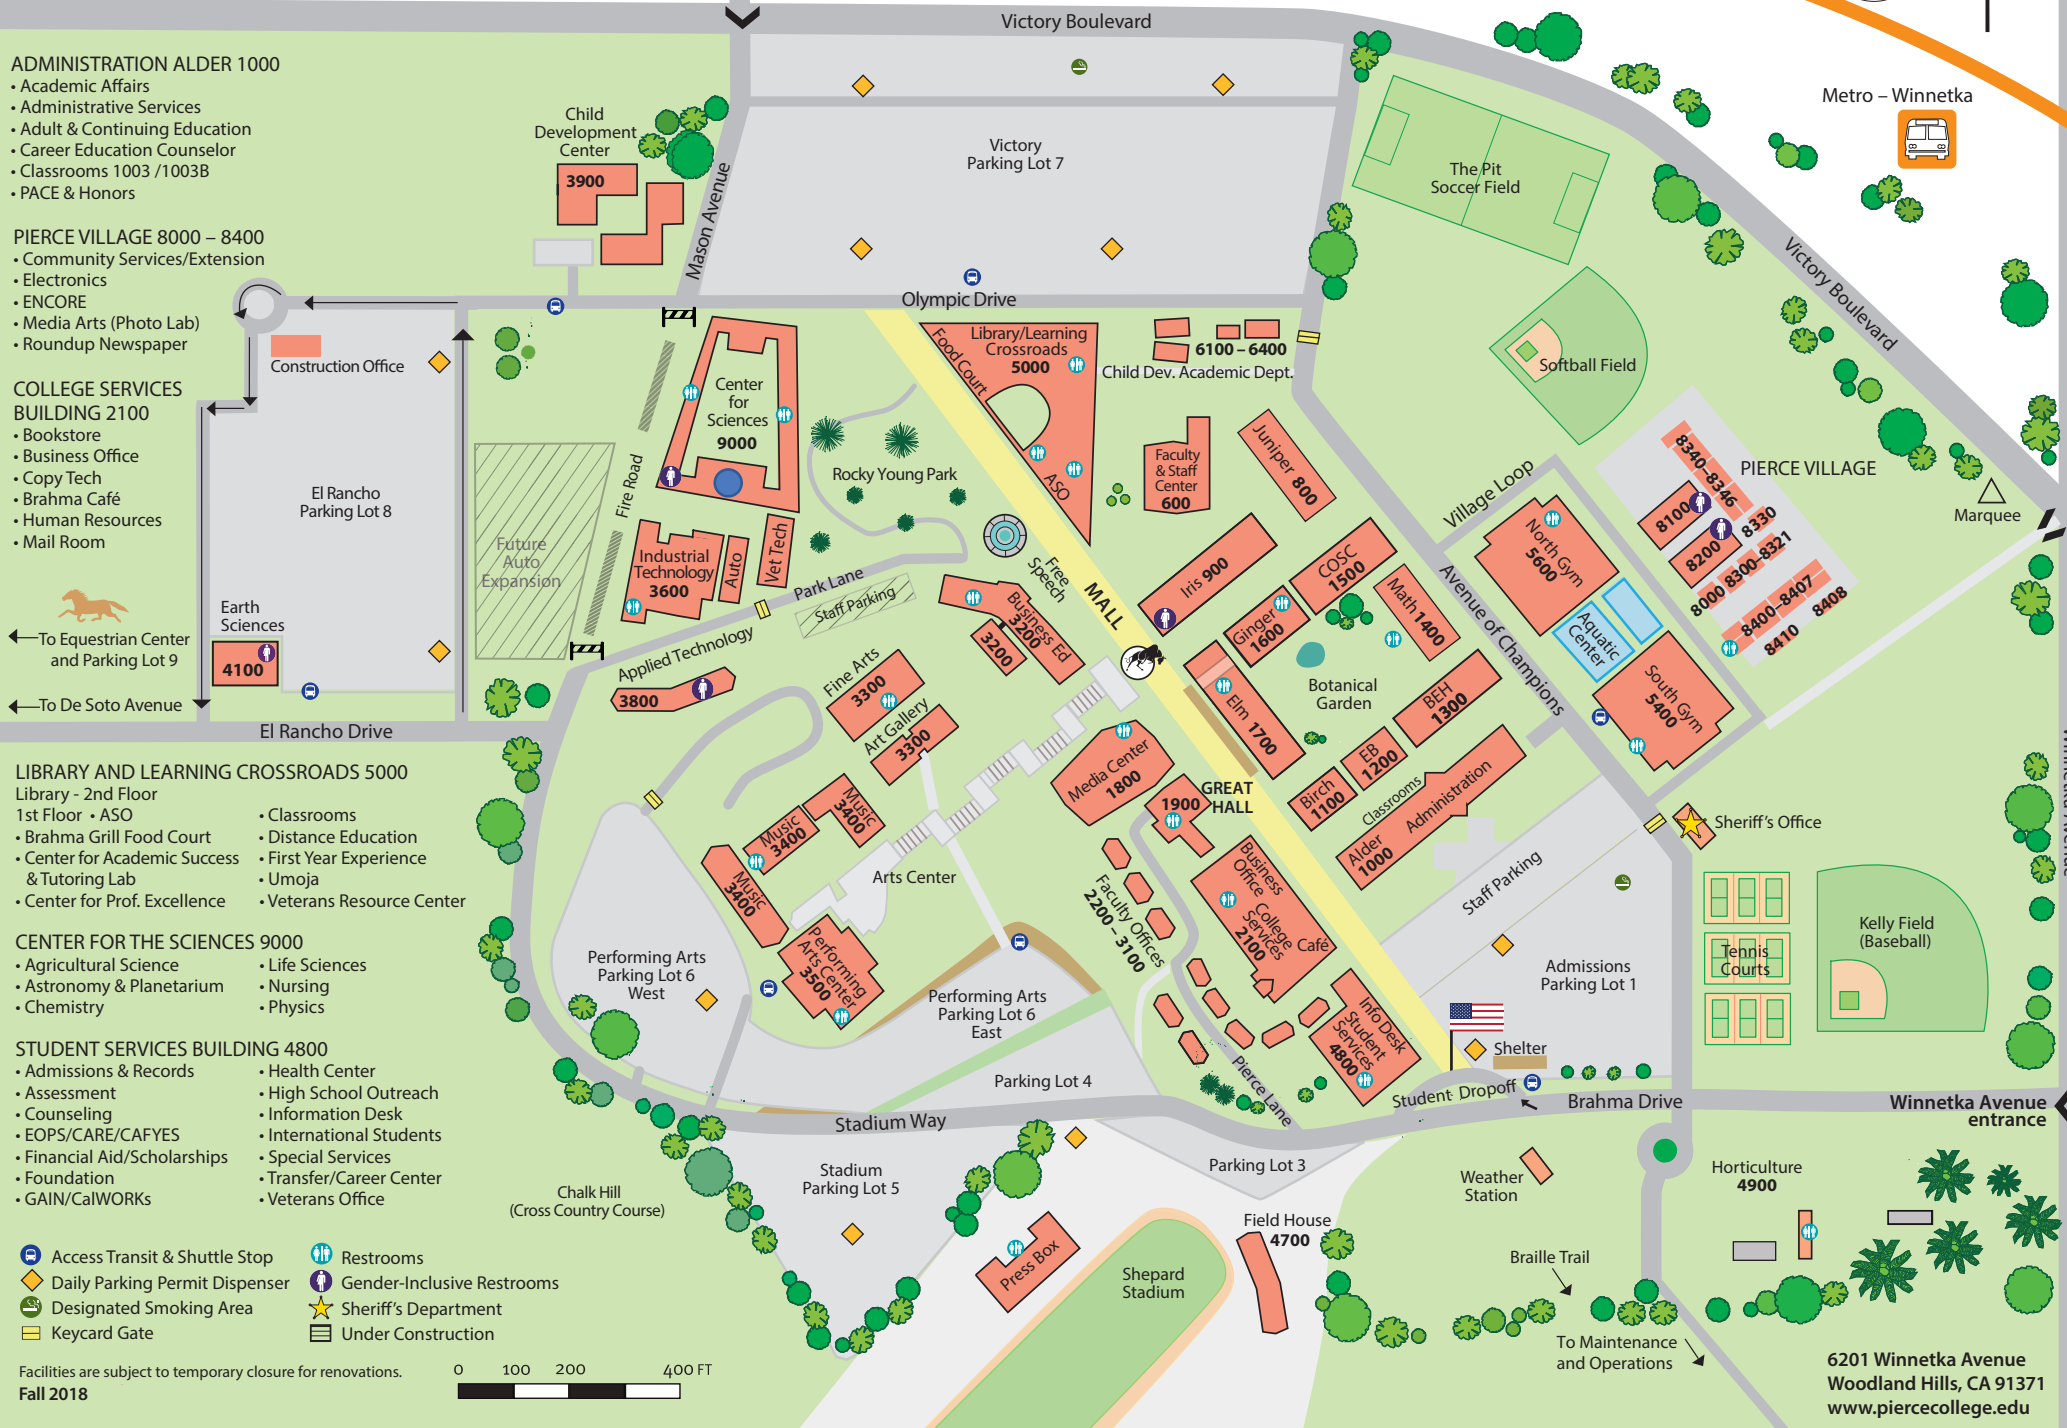 Victory Boulevard
ADMINISTRATION ALDER 1000
• Academic Affairs
• Administrative Services
• Adult & Continuing Education
• Career Education Counselor
• Classrooms 1003 /1003B
• PACE & Honors
PIERCE VILLAGE 8000 – 8400
• Community Services/Extension
• Electronics
• ENCORE
• Media Arts (Photo Lab)
• Roundup Newspaper
COLLEGE SERVICES
BUILDING 2100
• Bookstore
• Business Office
• Copy Tech
• Brahma Café
• Human Resources
• Mail Room
Child
Development
Center
3900
Mason Avenue
Victory
Parking Lot 7
The Pit
Soccer Field
Metro – Winnetka
Victory Boulevard
Olympic Drive
Construction Office
El Rancho
Parking Lot 8
Future
Auto
Expansion
Fire Road
Center
for
Sciences
9000
Rocky Young Park
Food Court
Library/Learning
Crossroads
5000
ASO
6100 – 6400
Child Dev. Academic Dept.
Softball Field
Faculty
& Staff
Center
600
Juniper 800
Village Loop
PIERCE VILLAGE
8340–8346
8100
8200
8330
8300–8321
8000
8400–8407
8408
8410
Marquee
North Gym
5600
Aquatic
Center
South Gym
5400
Avenue of Champions
Industrial
Technology
3600
Auto
Vet Tech
Park Lane
Staff Parking
Applied Technology
3800
Free
Speech
MALL
Business Ed
3200
3200
Iris 900
COSC
1500
Ginger
1600
Math 1400
Botanical
Garden
Elm 1700
BEH
1300
EB
1200
Birch
1100
Classrooms
Administration
Alder
1000
Earth
Sciences
4100
To Equestrian Center
and Parking Lot 9
To De Soto Avenue
El Rancho Drive
Fine Arts
3300
Art Gallery
3300
Music
3400
Music
3400
Music
3400
Arts Center
Performing
Arts Center
3500
Media Center
1800
1900
GREAT
HALL
Faculty Offices
2200 – 3100
Business
Office
College
Services
2100
Café
Staff Parking
Sheriff's Office
Tennis
Courts
Kelly Field
(Baseball)
Admissions
Parking Lot 1
Info Desk
Student
Services
4800
Shelter
Student Dropoff
Brahma Drive
Winnetka Avenue
entrance
Winnetka Avenue
LIBRARY AND LEARNING CROSSROADS 5000
Library - 2nd Floor
1st Floor • ASO
• Brahma Grill Food Court
• Center for Academic Success
& Tutoring Lab
• Center for Prof. Excellence
• Classrooms
• Distance Education
• First Year Experience
• Umoja
• Veterans Resource Center
CENTER FOR THE SCIENCES 9000
• Agricultural Science
• Astronomy & Planetarium
• Chemistry
• Life Sciences
• Nursing
• Physics
STUDENT SERVICES BUILDING 4800
• Admissions & Records
• Assessment
• Counseling
• EOPS/CARE/CAFYES
• Financial Aid/Scholarships
• Foundation
• GAIN/CalWORKs
• Health Center
• High School Outreach
• Information Desk
• International Students
• Special Services
• Transfer/Career Center
• Veterans Office
Performing Arts
Parking Lot 6
West
Performing Arts
Parking Lot 6
East
Parking Lot 4
Pierce Lane
Stadium Way
Stadium
Parking Lot 5
Parking Lot 3
Chalk Hill
(Cross Country Course)
Press Box
Shepard
Stadium
Field House
4700
Weather
Station
Horticulture
4900
Braille Trail
To Maintenance
and Operations
Access Transit & Shuttle Stop
Daily Parking Permit Dispenser
Designated Smoking Area
Keycard Gate
Restrooms
Gender-Inclusive Restrooms
Sheriff's Department
Under Construction
Facilities are subject to temporary closure for renovations.
Fall 2018
0 100 200 400 FT
6201 Winnetka Avenue
Woodland Hills, CA 91371
www.piercecollege.edu